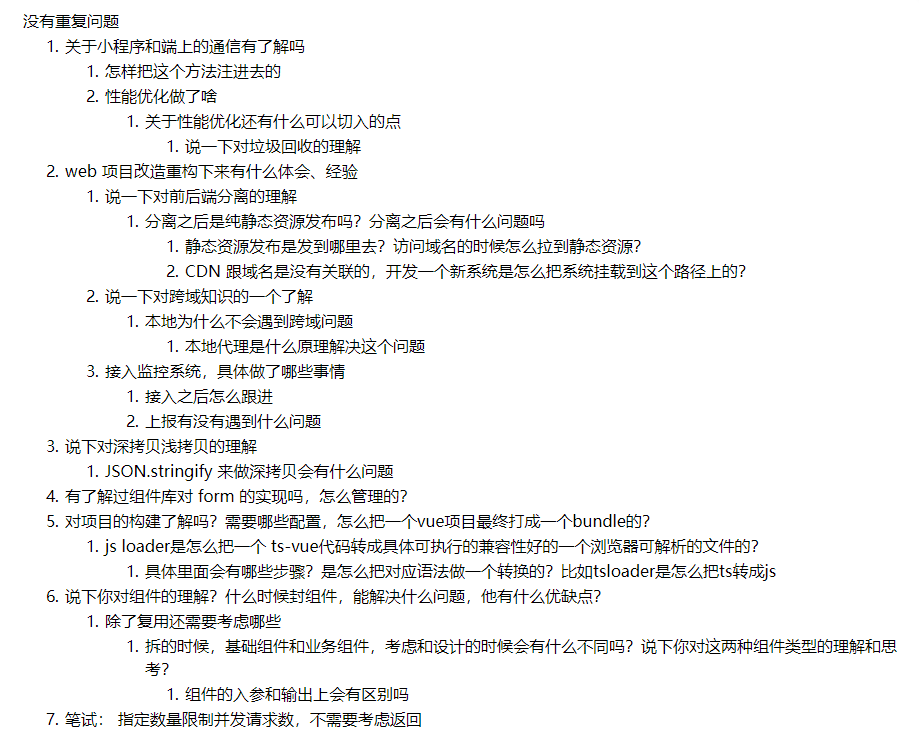 没有重复问题
1. 关于小程序和端上的通信有了解吗
1. 怎样把这个方法注进去的
2. 性能优化做了啥
1. 关于性能优化还有什么可以切入的点
1. 说一下对垃圾回收的理解
2. web 项目改造重构下来有什么体会、经验
1. 说一下对前后端分离的理解
1. 分离之后是纯静态资源发布吗？分离之后会有什么问题吗
1. 静态资源发布是发到哪里去？访问域名的时候怎么拉到静态资源？
2. CDN 跟域名是没有关联的，开发一个新系统是怎么把系统挂载到这个路径上的？
2. 说一下对跨域知识的一个了解
1. 本地为什么不会遇到跨域问题
1. 本地代理是什么原理解决这个问题
3. 接入监控系统，具体做了哪些事情
1. 接入之后怎么跟进
2. 上报有没有遇到什么问题
3. 说下对深拷贝浅拷贝的理解
1. JSON.stringify 来做深拷贝会有什么问题
4. 有了解过组件库对 form 的实现吗，怎么管理的？
5. 对项目的构建了解吗？需要哪些配置，怎么把一个vue项目最终打成一个bundle的？
1. js loader是怎么把一个 ts-vue代码转成具体可执行的兼容性好的一个浏览器可解析的文件的？
1. 具体里面会有哪些步骤？是怎么把对应语法做一个转换的？比如tsloader是怎么把ts转成js
6. 说下你对组件的理解？什么时候封组件，能解决什么问题，他有什么优缺点？
1. 除了复用还需要考虑哪些
1. 拆的时候，基础组件和业务组件，考虑和设计的时候会有什么不同吗？说下你对这两种组件类型的理解和思
考？
1. 组件的入参和输出上会有区别吗
7. 笔试： 指定数量限制并发请求数，不需要考虑返回